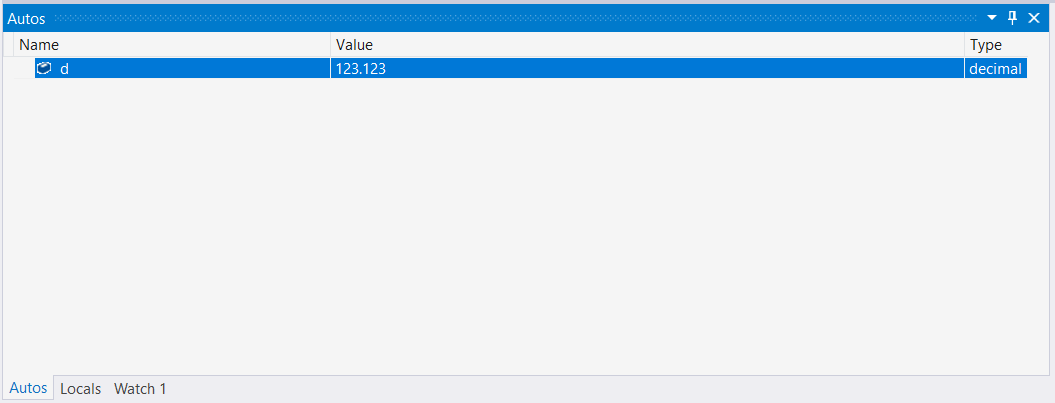 Autos
Name Value Type
d 123.123 decimal
Autos Locals Watch 1